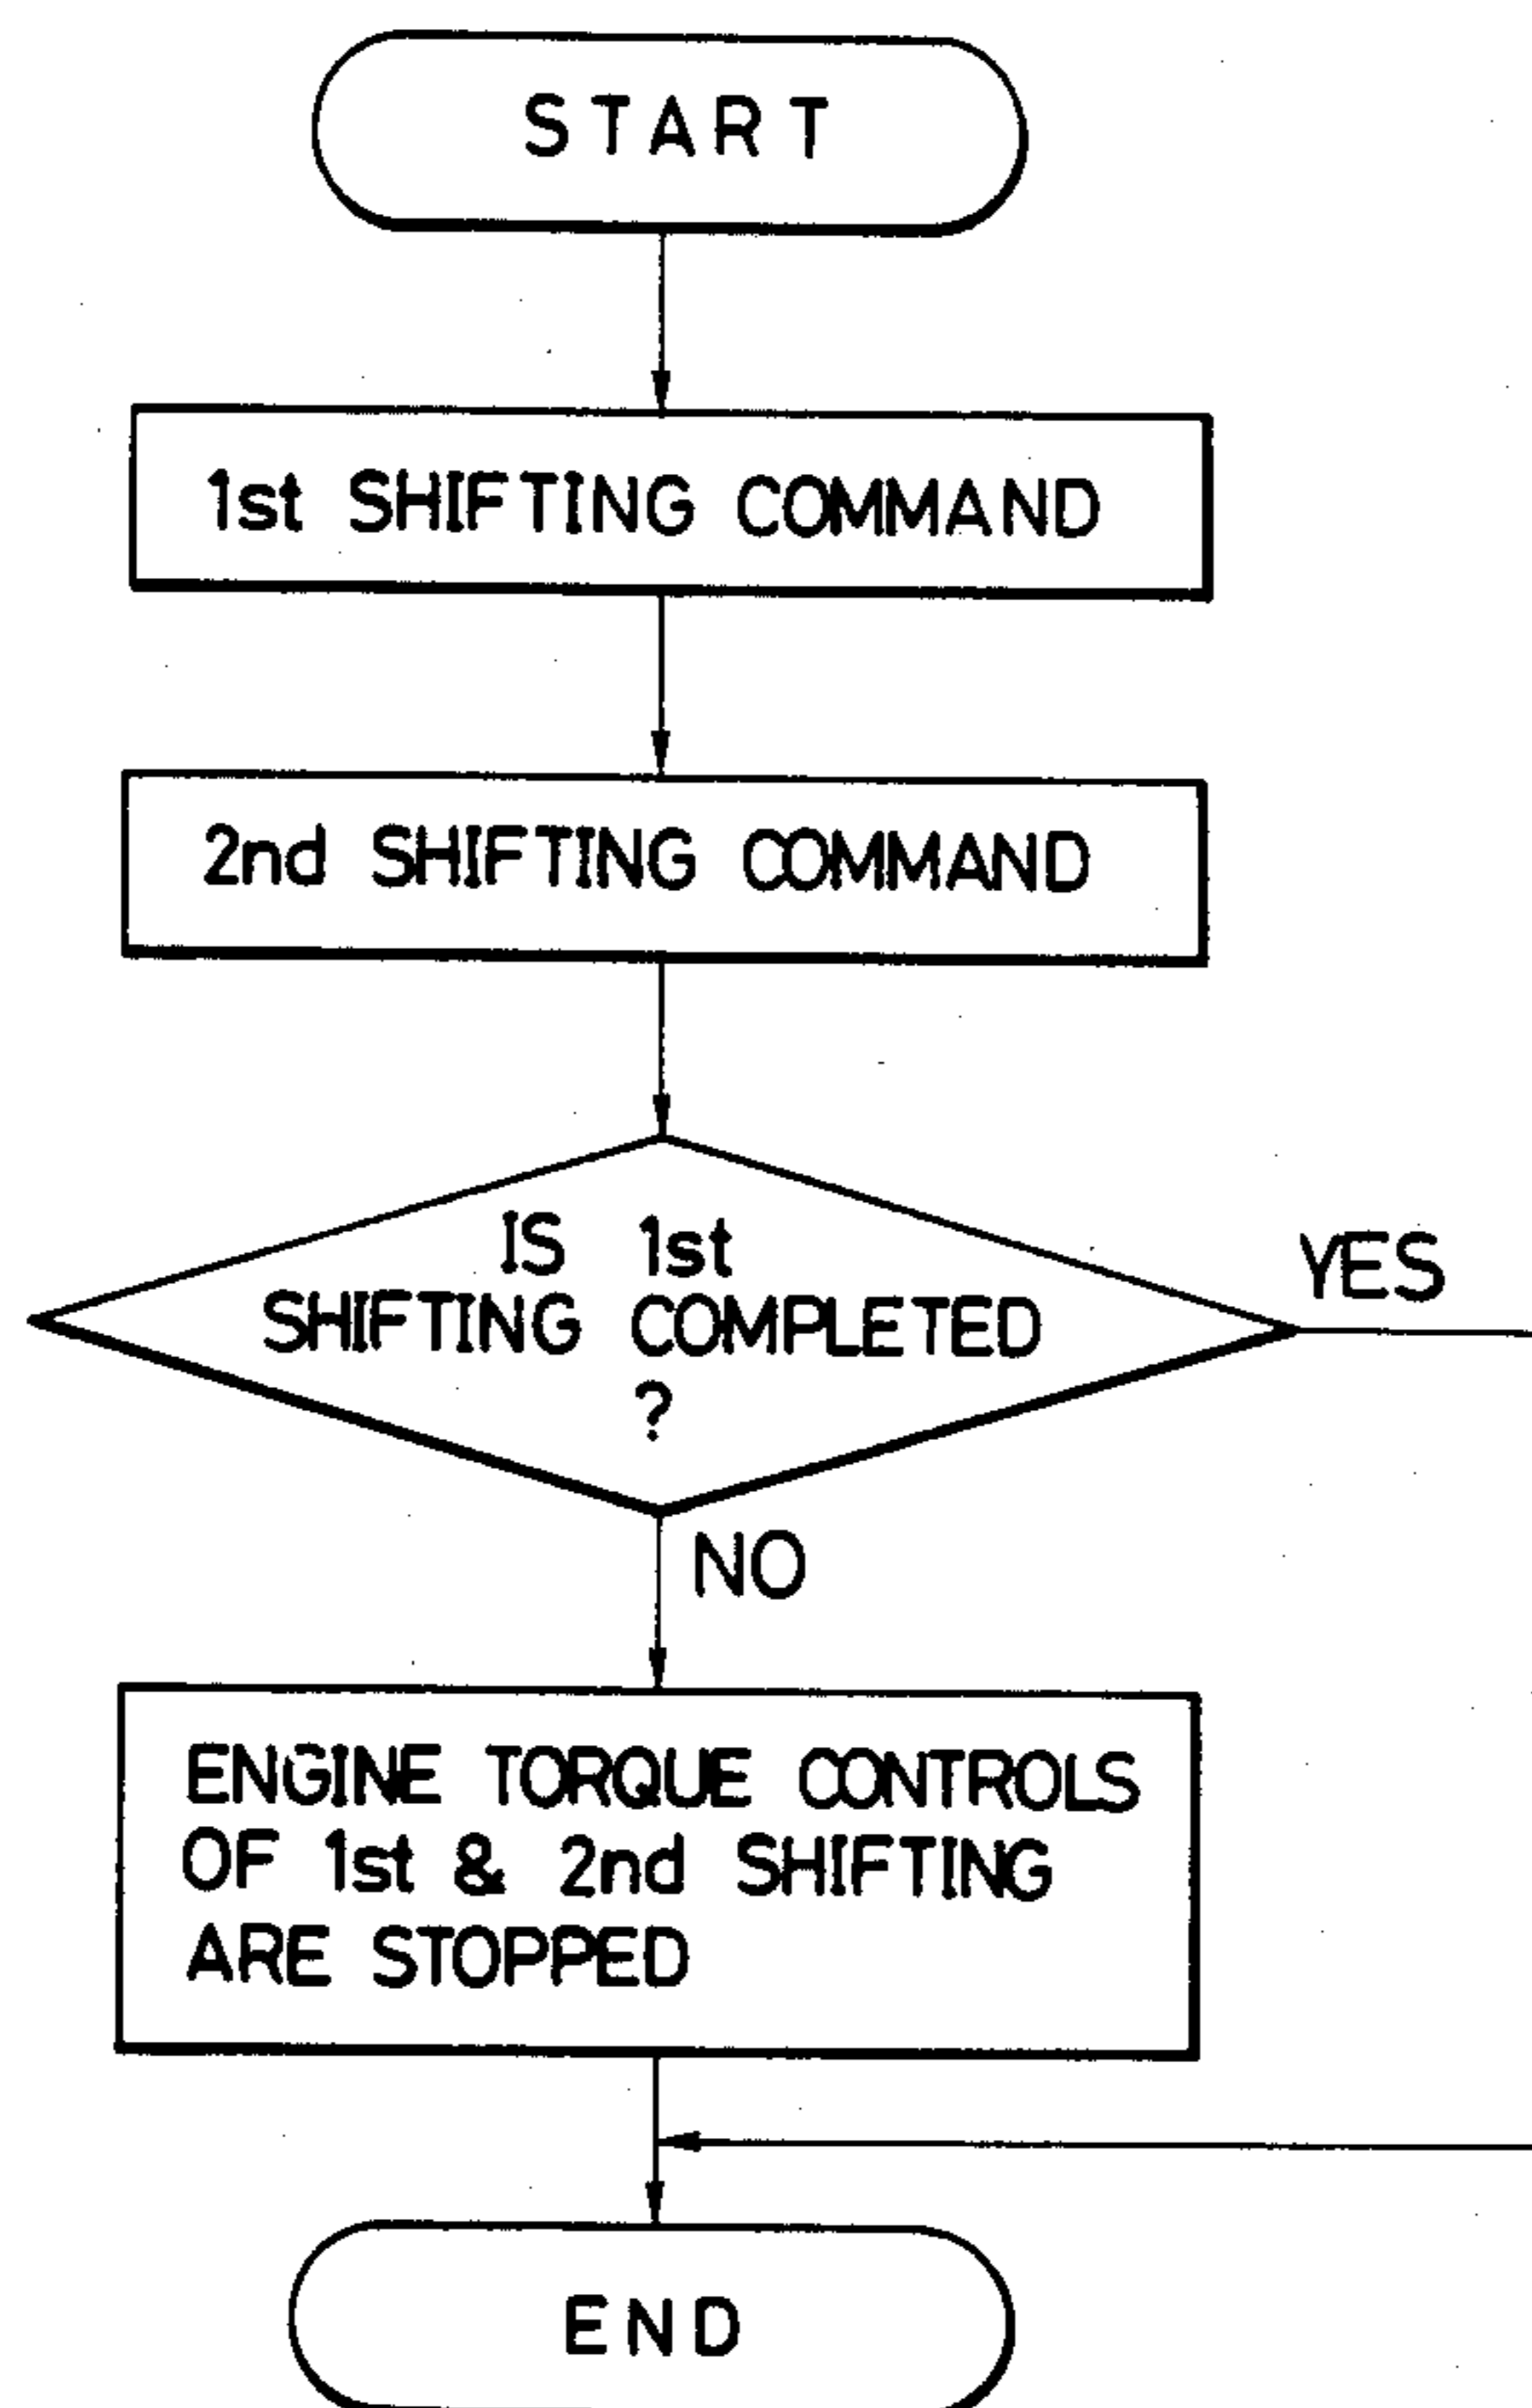 START
1st SHIFTING COMMAND
2nd SHIFTING COMMAND
IS 1st
SHIFTING COMPLETED
?
YES
NO
ENGINE TORQUE CONTROLS
OF 1st & 2nd SHIFTING
ARE STOPPED
END